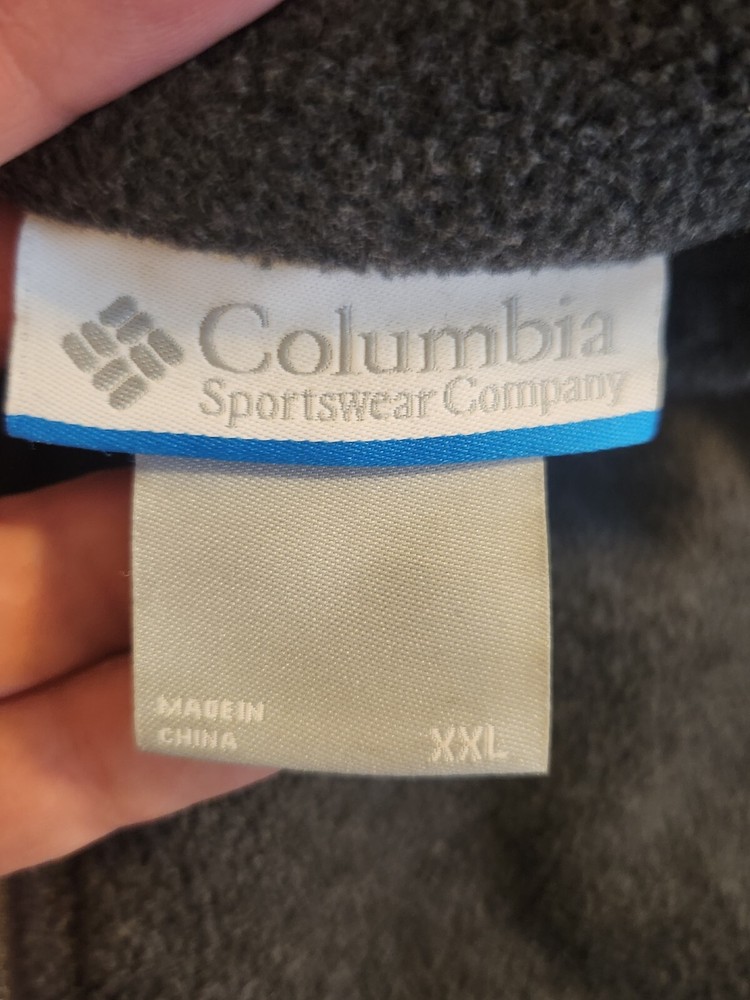 Columbia
Sportswear Company
MADE IN
CHINA
XXL